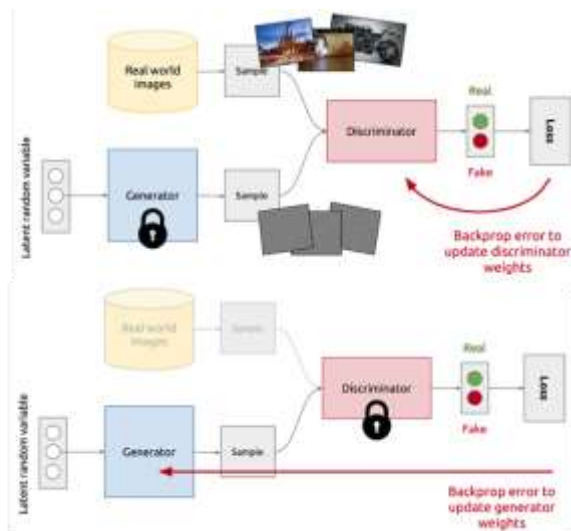 Real world
images
Sample
Latent random variable
Generator
Sample
Discriminator
Real
Fake
Loss
Backprop error to
update discriminator
weights
Real world
images
Sample
Latent random variable
Generator
Sample
Discriminator
Real
Fake
Loss
Backprop error to
update generator
weights